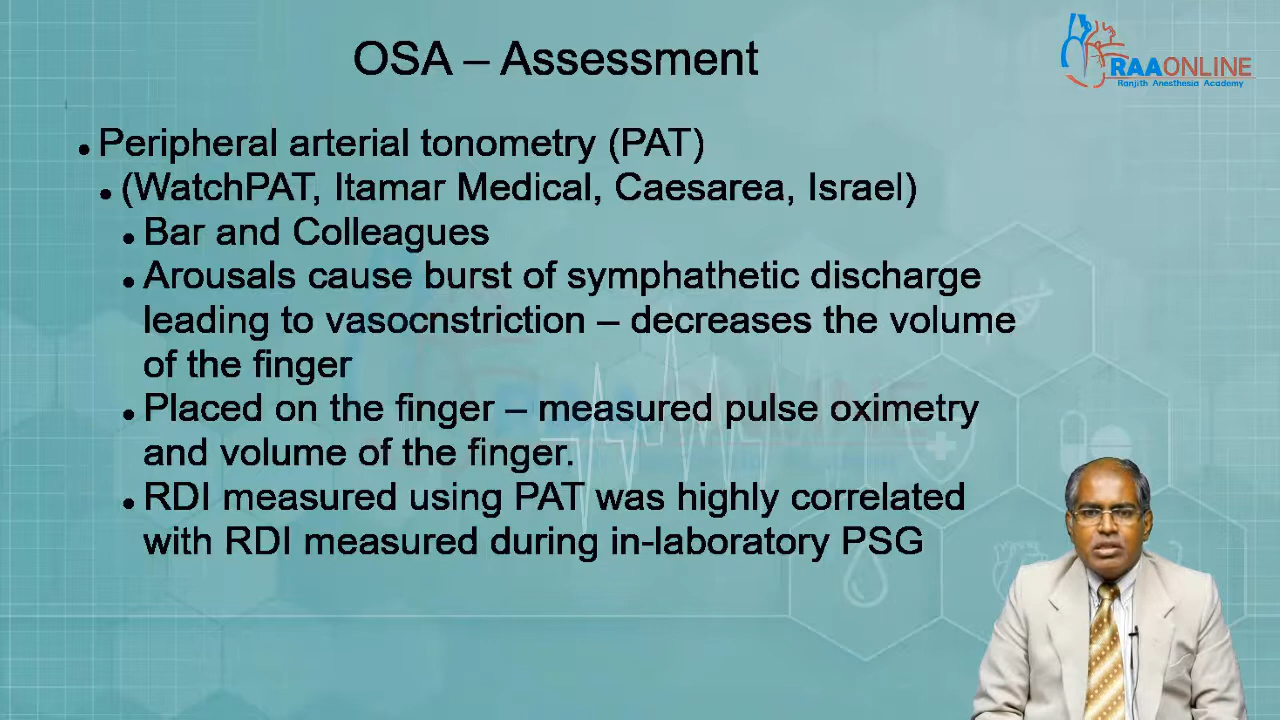 OSA – Assessment
RAAONLINE
Ranjith Anesthesia Academy
Peripheral arterial tonometry (PAT)
(WatchPAT, Itamar Medical, Caesarea, Israel)
Bar and Colleagues
Arousals cause burst of symphathetic discharge
leading to vasocnstriction – decreases the volume
of the finger
Placed on the finger – measured pulse oximetry
and volume of the finger.
RDI measured using PAT was highly correlated
with RDI measured during in-laboratory PSG